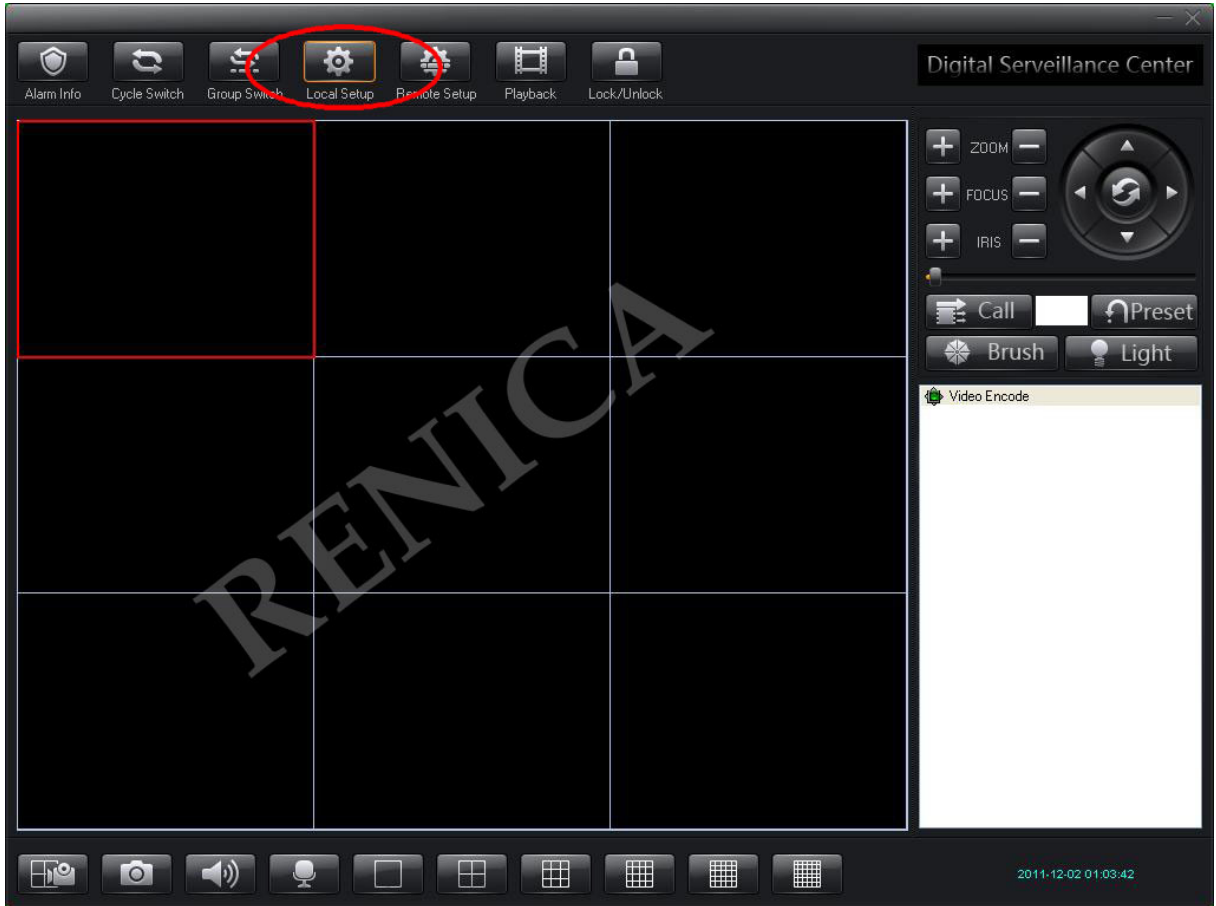 Digital Serveillance Center
Alarm Info
Cycle Switch
Group Switch
Local Setup
Remote Setup
Playback
Lock/Unlock
ZOOM
FOCUS
IRIS
Call
Preset
Brush
Light
Video Encode
RENICA
2011-12-02 01:03:42